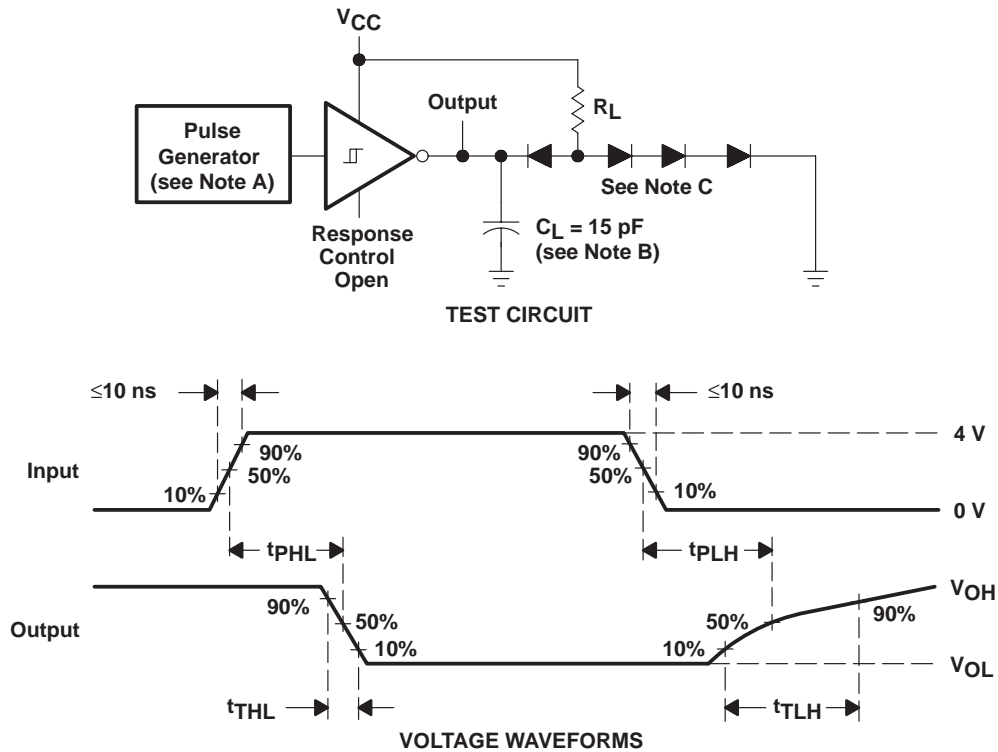 VCC
Output
RL
Pulse
Generator
(see Note A)
See Note C
Response
Control
Open
CL = 15 pF
(see Note B)
TEST CIRCUIT
≤10 ns
≤10 ns
4 V
90%
90%
Input
50%
50%
10%
10%
0 V
tPHL
tPLH
VOH
90%
90%
Output
50%
50%
10%
10%
VOL
tTHL
tTLH
VOLTAGE WAVEFORMS